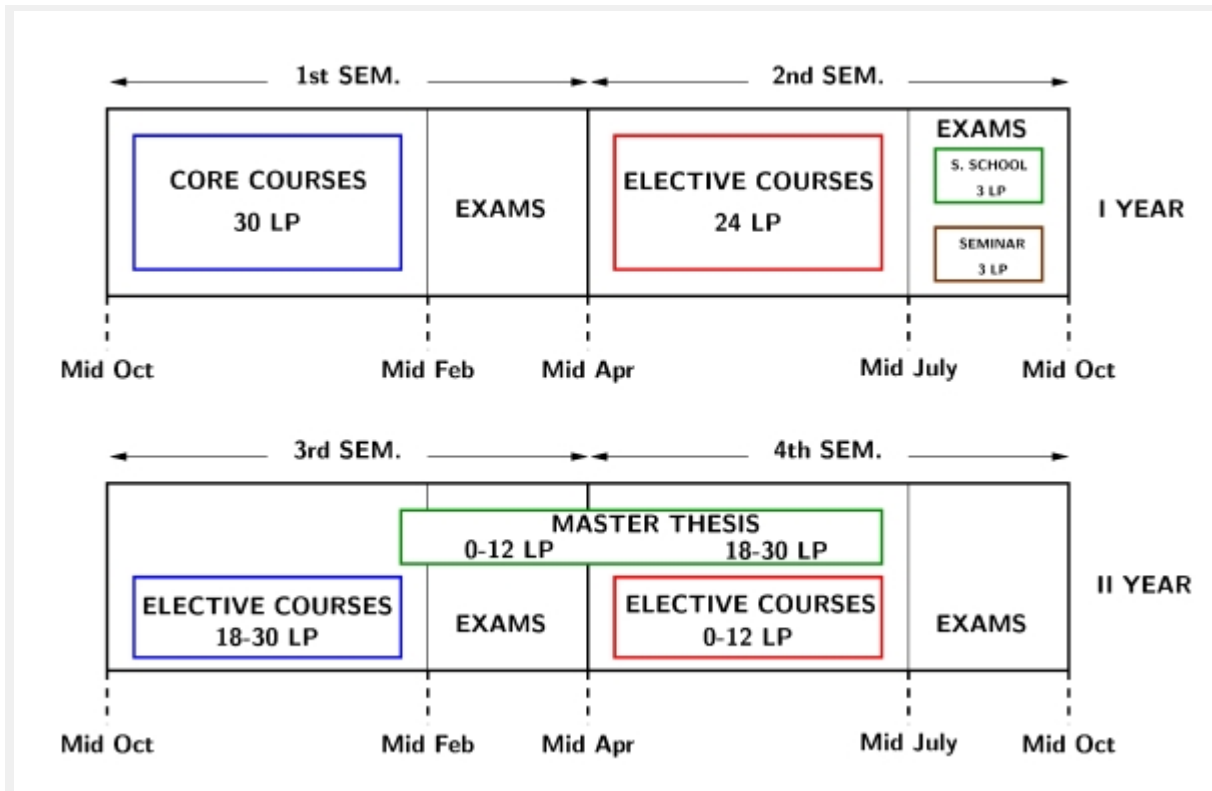 1st SEM. 2nd SEM.
EXAMS
CORE COURSES
30 LP
EXAMS
ELECTIVE COURSES
24 LP
S. SCHOOL
3 LP
SEMINAR
3 LP
I YEAR
Mid Oct Mid Feb Mid Apr Mid July Mid Oct
3rd SEM. 4th SEM.
MASTER THESIS
0-12 LP 18-30 LP
ELECTIVE COURSES
18-30 LP
EXAMS
ELECTIVE COURSES
0-12 LP
EXAMS
II YEAR
Mid Oct Mid Feb Mid Apr Mid July Mid Oct